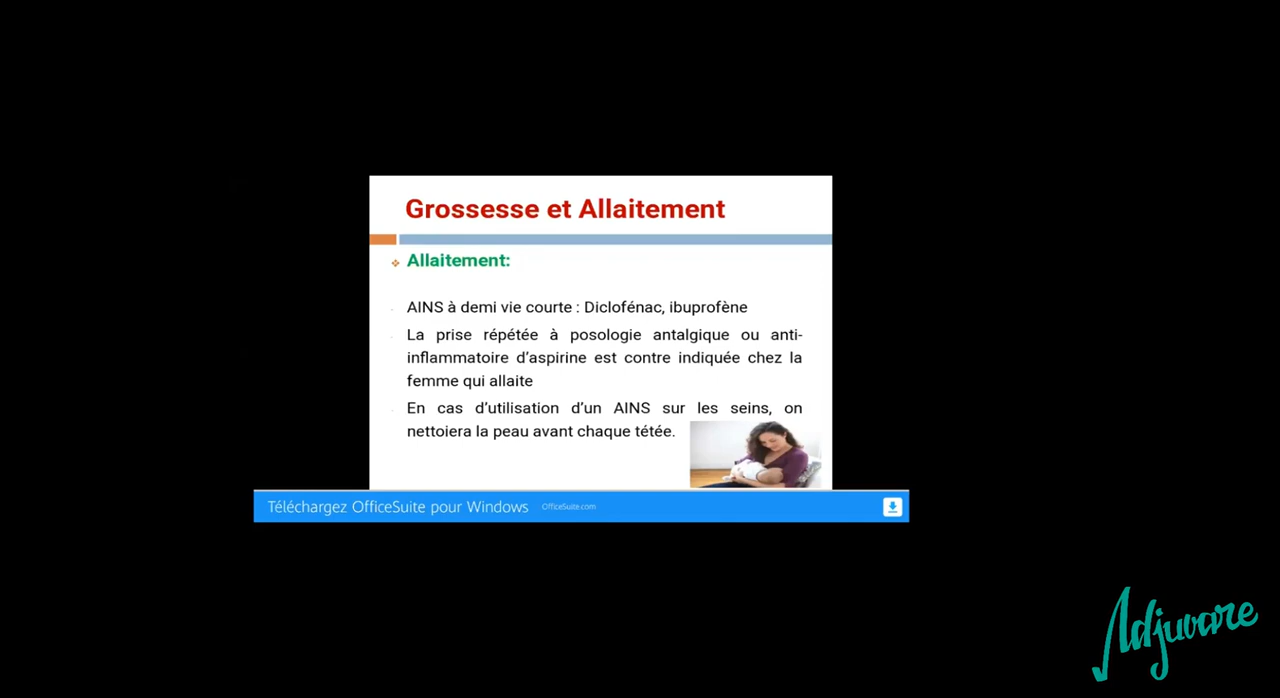 Grossesse et Allaitement
Allaitement:
AINS à demi vie courte : Diclofénac, ibuprofène
La prise répétée à posologie antalgique ou anti-
inflammatoire d’aspirine est contre indiquée chez la
femme qui allaite
En cas d’utilisation d’un AINS sur les seins, on
nettoiera la peau avant chaque tétée.
Téléchargez OfficeSuite pour Windows OfficeSuite.com
Adjuvare